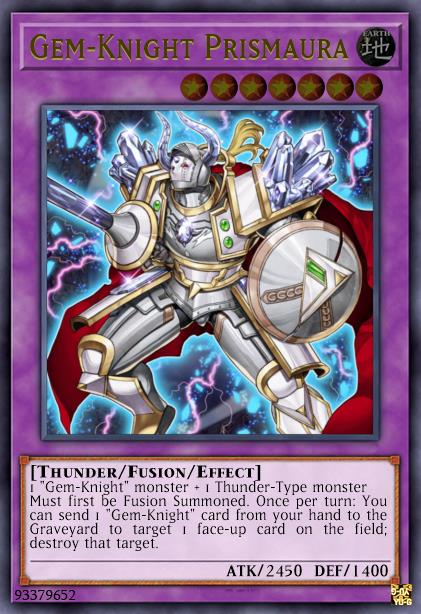 Gem-Knight Prismaura
EARTH
地
[Thunder/Fusion/Effect]
1 "Gem-Knight" monster + 1 Thunder-Type monster
Must first be Fusion Summoned. Once per turn: You
can send 1 "Gem-Knight" card from your hand to the
Graveyard to target 1 face-up card on the field;
destroy that target.
ATK/2450 DEF/1400
93379652